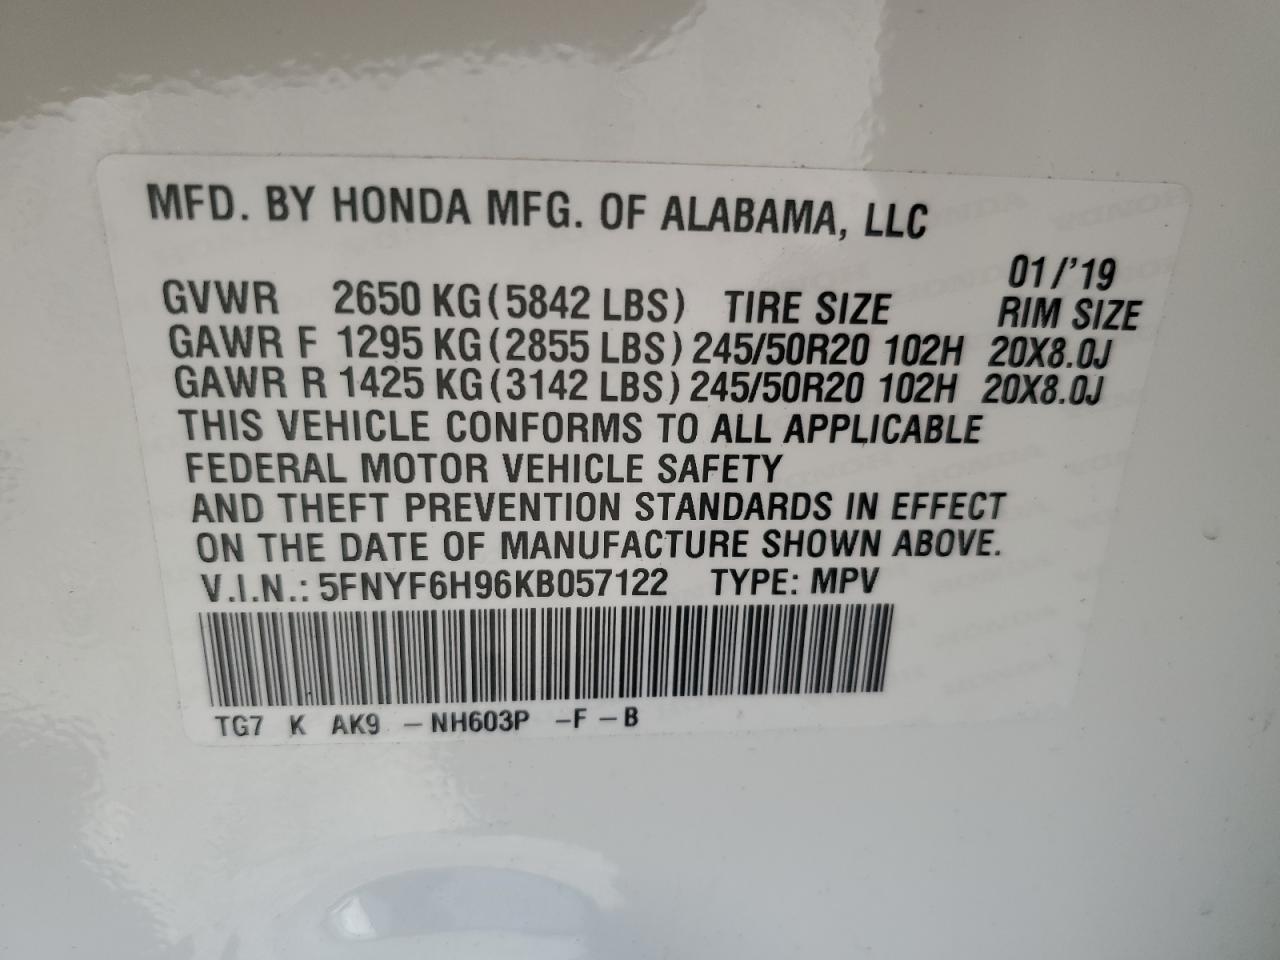 MFD. BY HONDA MFG. OF ALABAMA, LLC
01/'19
GVWR 2650 KG (5842 LBS) TIRE SIZE RIM SIZE
GAWR F 1295 KG (2855 LBS) 245/50R20 102H 20X8.0J
GAWR R 1425 KG (3142 LBS) 245/50R20 102H 20X8.0J
THIS VEHICLE CONFORMS TO ALL APPLICABLE
FEDERAL MOTOR VEHICLE SAFETY
AND THEFT PREVENTION STANDARDS IN EFFECT
ON THE DATE OF MANUFACTURE SHOWN ABOVE.
V.I.N.: 5FNYF6H96KB057122 TYPE: MPV
TG7 K AK9 -NH603P -F-B